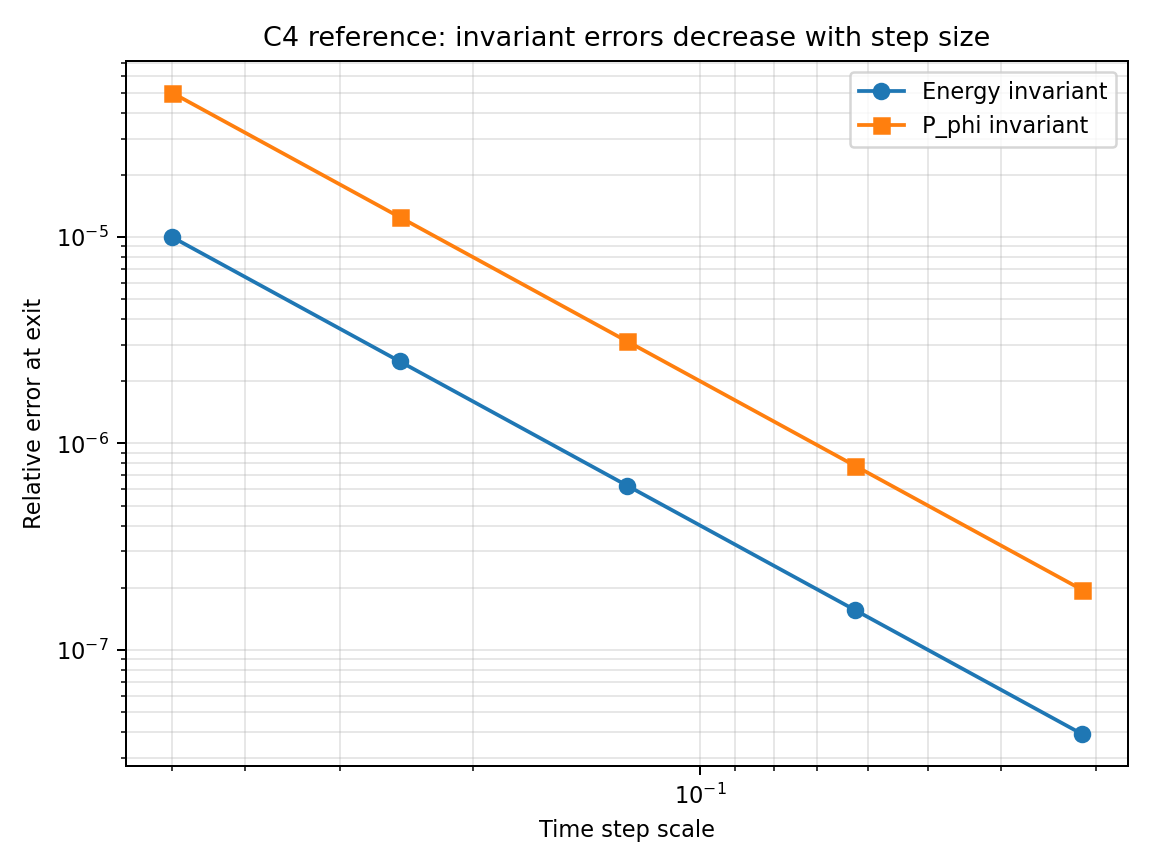 C4 reference: invariant errors decrease with step size
Energy invariant
P_phi invariant
10⁻⁵
10⁻⁶
10⁻⁷
Relative error at exit
10⁻¹
Time step scale